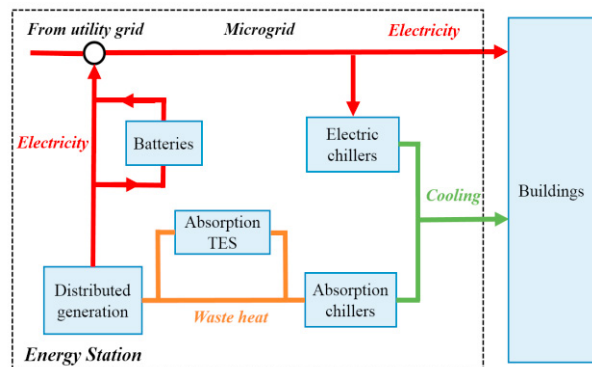 From utility grid
Microgrid
Electricity
Electricity
Batteries
Electric
chillers
Cooling
Buildings
Absorption
TES
Distributed
generation
Waste heat
Absorption
chillers
Energy Station